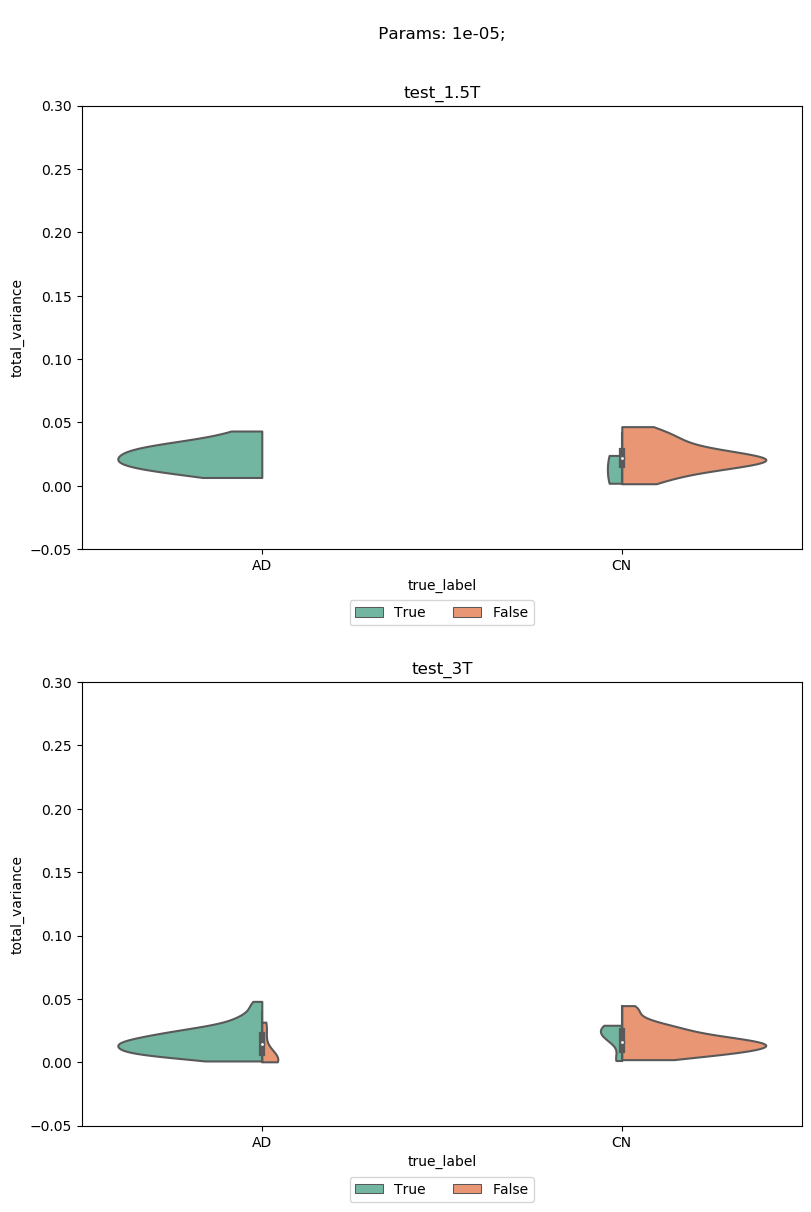 Params: 1e-05;
test_1.5T
0.30
0.25
0.20
0.15
0.10
0.05
0.00
−0.05
total_variance
AD CN
true_label
True False
test_3T
0.30
0.25
0.20
0.15
0.10
0.05
0.00
−0.05
total_variance
AD CN
true_label
True False